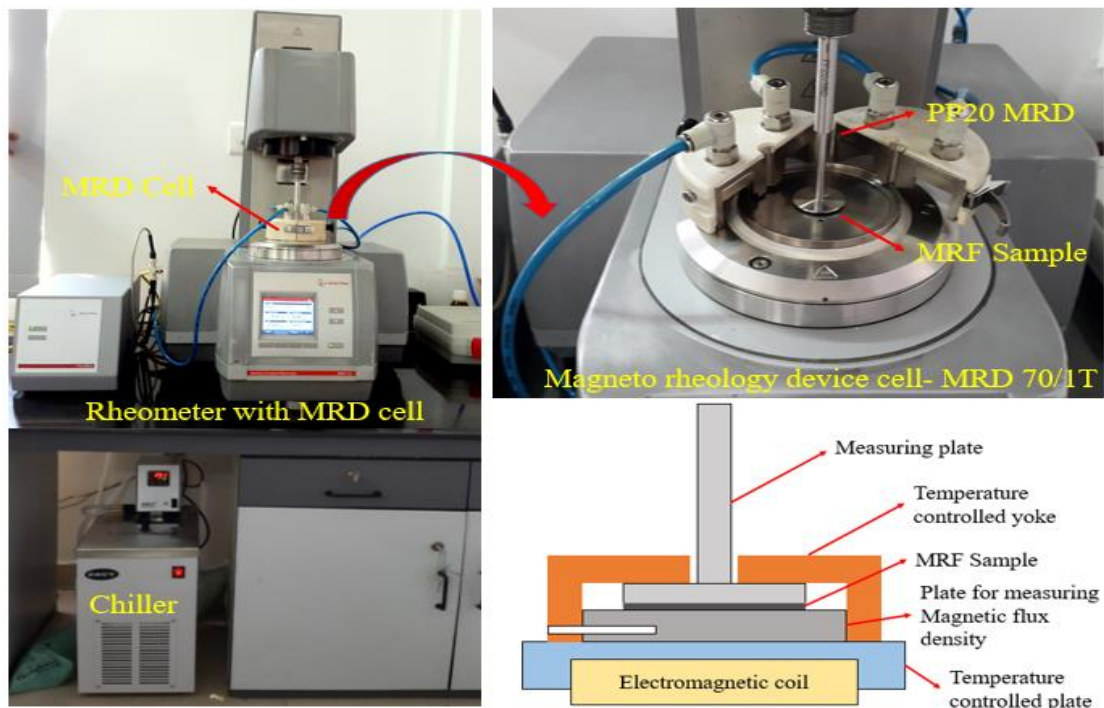 MRD Cell
Rheometer with MRD cell
Chiller
PP20 MRD
MRF Sample
Magneto rheology device cell- MRD 70/1T
Measuring plate
Temperature
controlled yoke
MRF Sample
Plate for measuring
Magnetic flux
density
Electromagnetic coil
Temperature
controlled plate